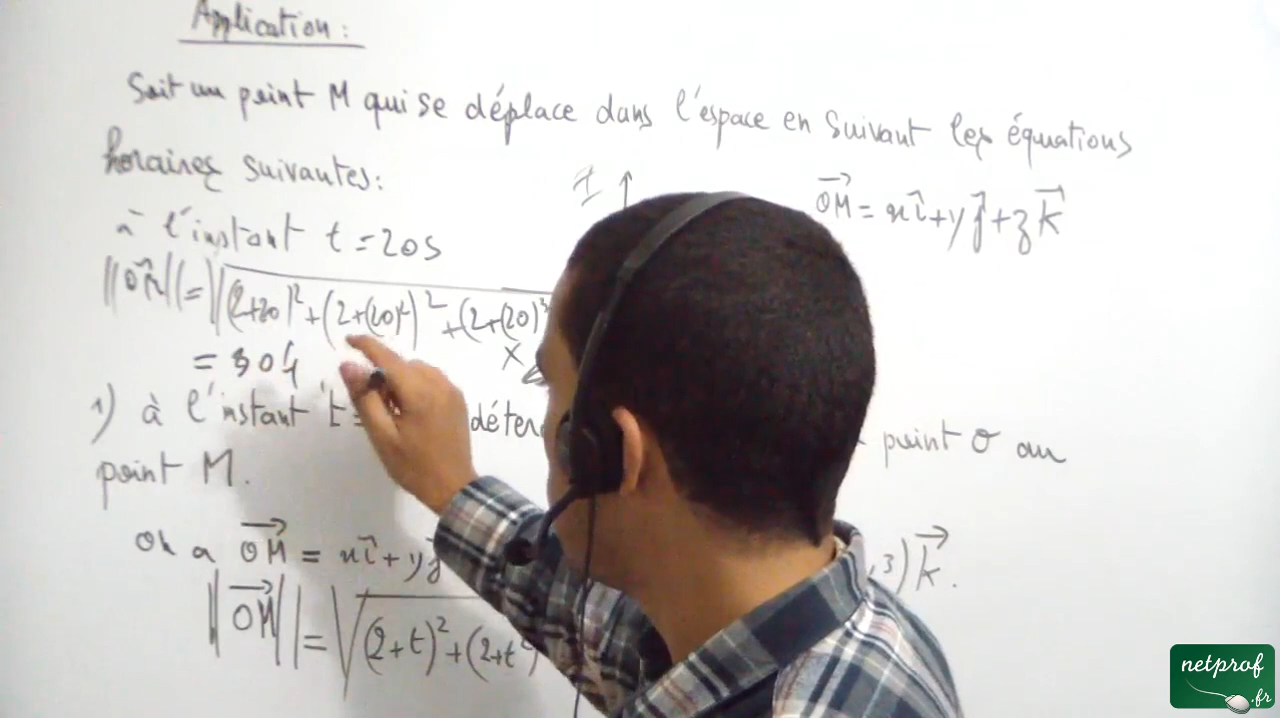 Application :
Soit un point M qui se déplace dans l'espace en suivant les équations
horaires suivantes:
z
OM = xi + yj + zk
à l'instant t = 20s
||OM|| = √(2+20)² + (2+(20)²)² + (2+(20)³
= 804
x
1) à l'instant t = déter point O au
point M.
On a OM = xi + yj 3)k.
||OM|| = √(2+t)² + (2+t²)
netprof
.fr